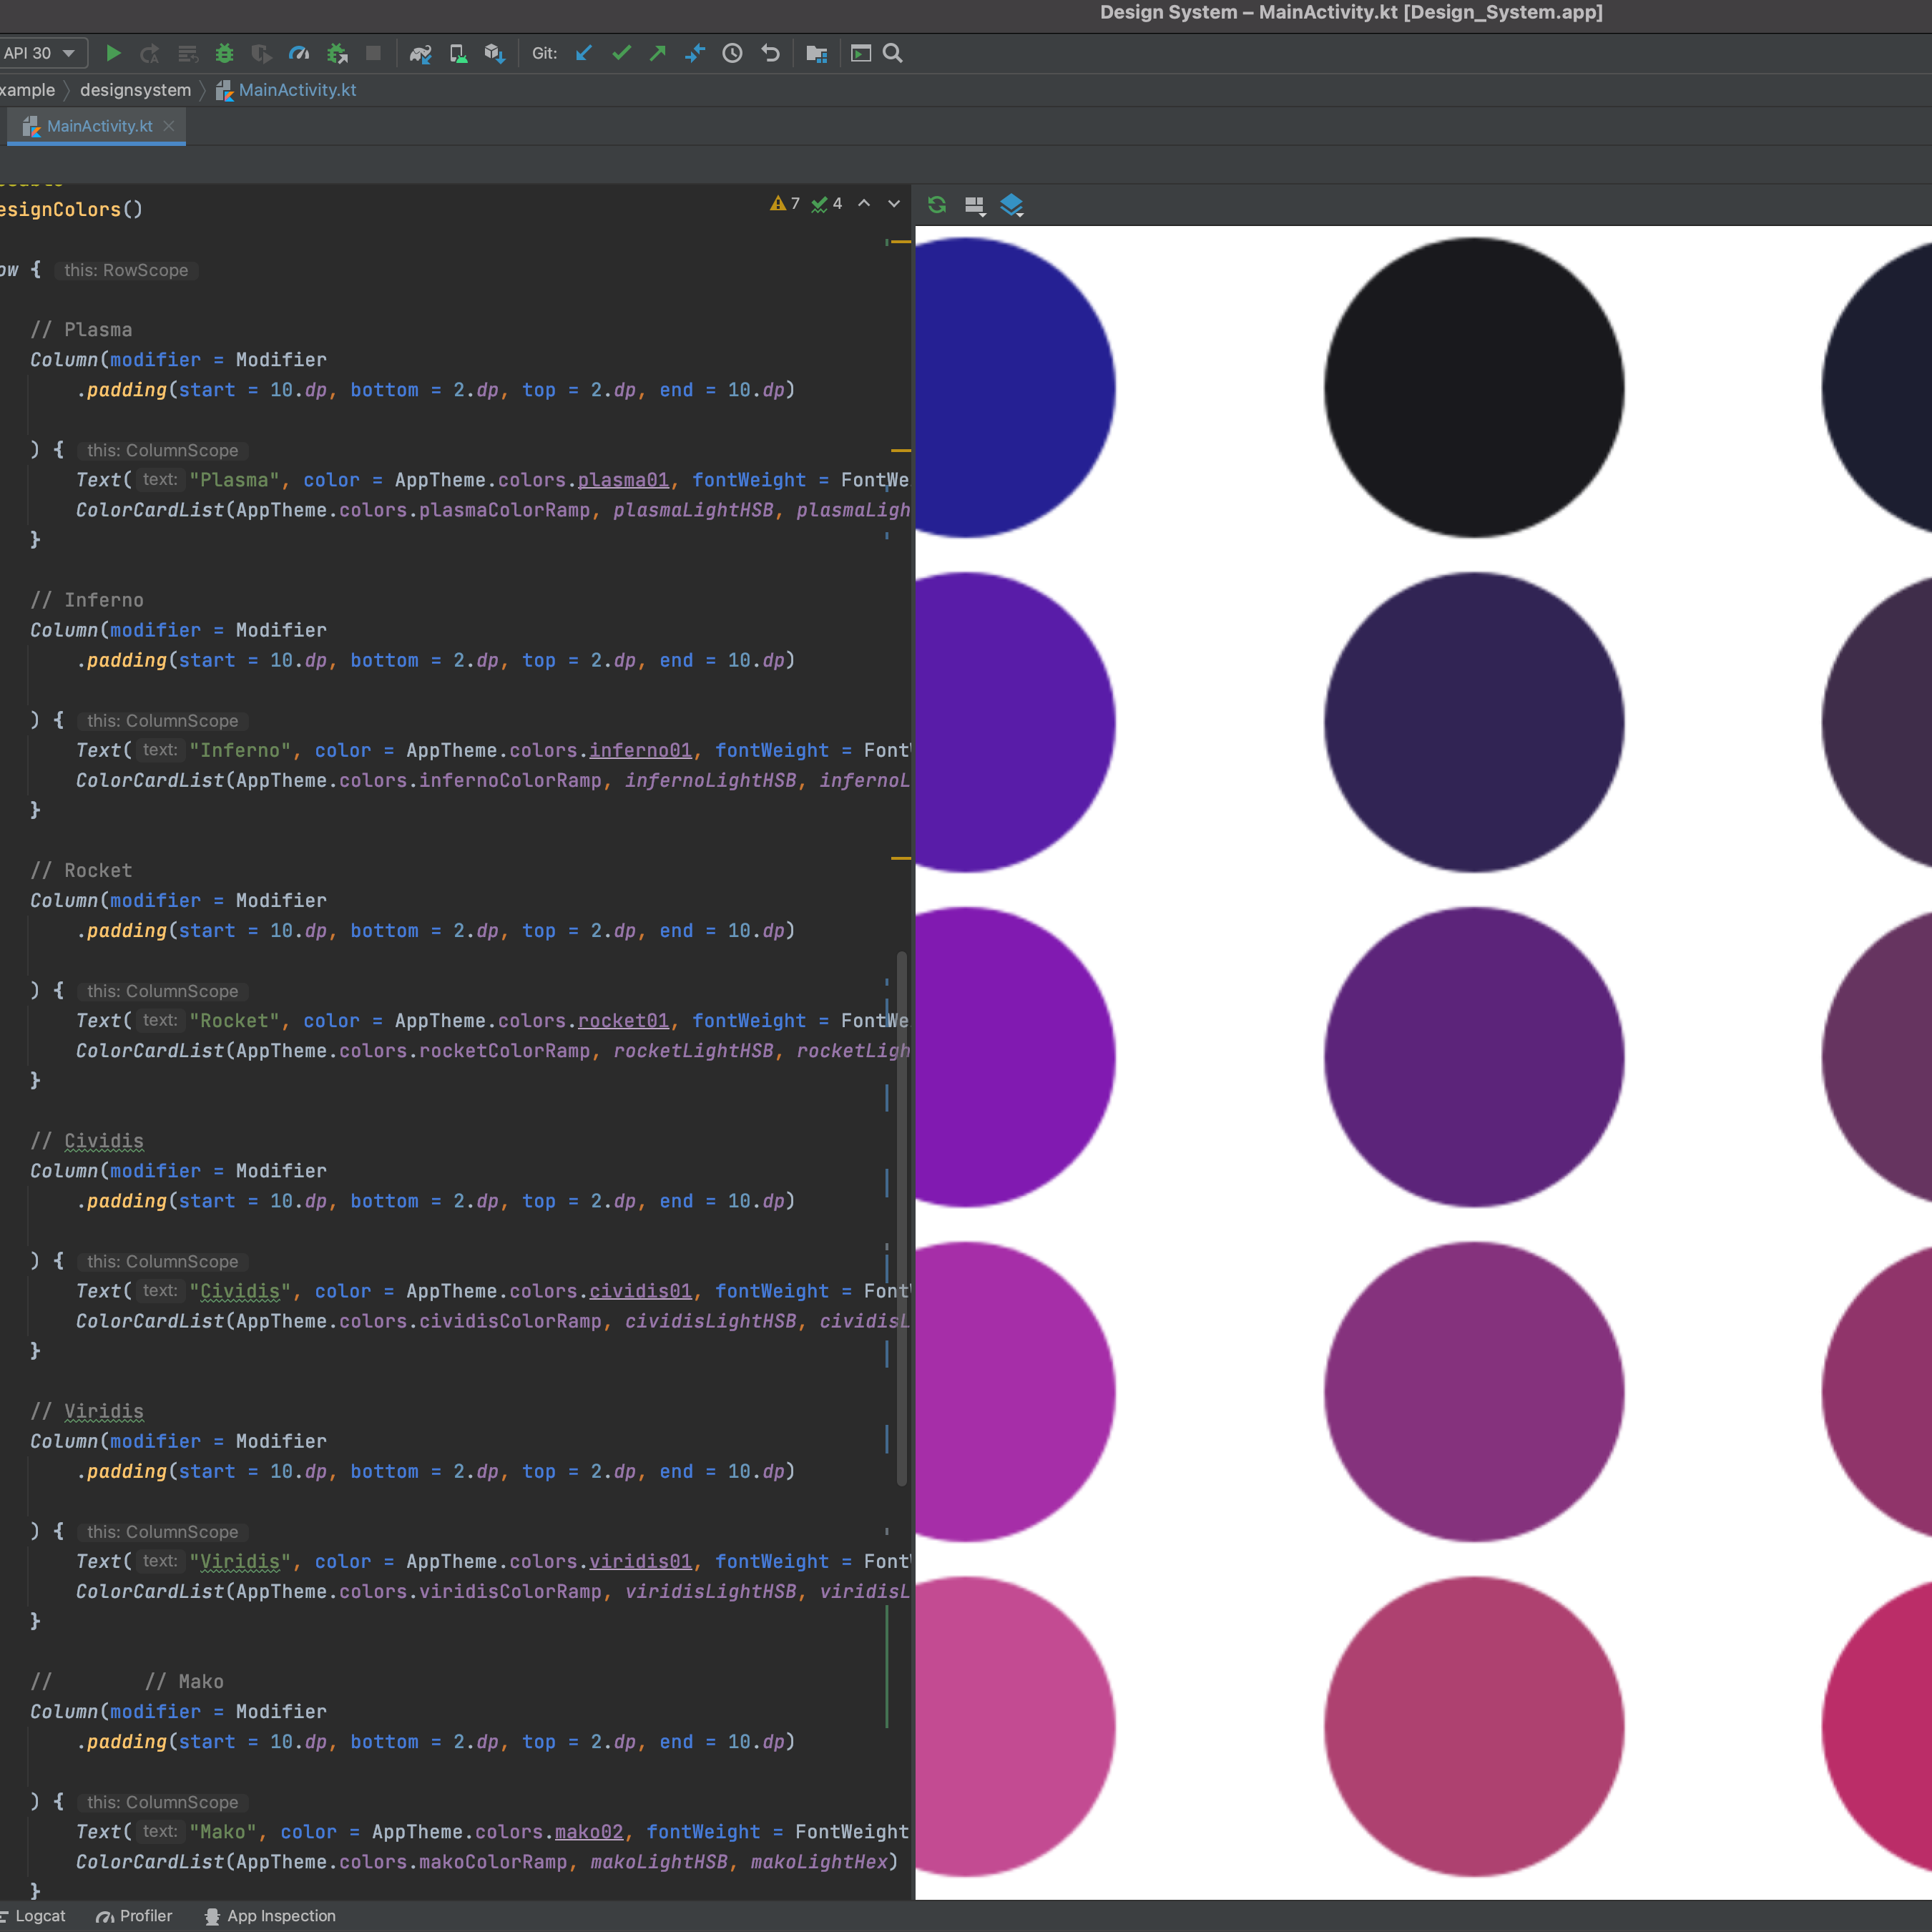 Design System – MainActivity.kt [Design_System.app]
API 30
Git:
xample designsystem MainActivity.kt
MainActivity.kt
esignColors()
7 4
ow { this: RowScope
// Plasma
Column(modifier = Modifier
.padding(start = 10.dp, bottom = 2.dp, top = 2.dp, end = 10.dp)
) { this: ColumnScope
Text( text: "Plasma", color = AppTheme.colors.plasma01, fontWeight = FontWe
ColorCardList(AppTheme.colors.plasmaColorRamp, plasmaLightHSB, plasmaLigh
}
// Inferno
Column(modifier = Modifier
.padding(start = 10.dp, bottom = 2.dp, top = 2.dp, end = 10.dp)
) { this: ColumnScope
Text( text: "Inferno", color = AppTheme.colors.inferno01, fontWeight = FontW
ColorCardList(AppTheme.colors.infernoColorRamp, infernoLightHSB, infernoL
}
// Rocket
Column(modifier = Modifier
.padding(start = 10.dp, bottom = 2.dp, top = 2.dp, end = 10.dp)
) { this: ColumnScope
Text( text: "Rocket", color = AppTheme.colors.rocket01, fontWeight = FontWe
ColorCardList(AppTheme.colors.rocketColorRamp, rocketLightHSB, rocketLigh
}
// Cividis
Column(modifier = Modifier
.padding(start = 10.dp, bottom = 2.dp, top = 2.dp, end = 10.dp)
) { this: ColumnScope
Text( text: "Cividis", color = AppTheme.colors.cividis01, fontWeight = FontW
ColorCardList(AppTheme.colors.cividisColorRamp, cividisLightHSB, cividisL
}
// Viridis
Column(modifier = Modifier
.padding(start = 10.dp, bottom = 2.dp, top = 2.dp, end = 10.dp)
) { this: ColumnScope
Text( text: "Viridis", color = AppTheme.colors.viridis01, fontWeight = FontW
ColorCardList(AppTheme.colors.viridisColorRamp, viridisLightHSB, viridisL
}
// // Mako
Column(modifier = Modifier
.padding(start = 10.dp, bottom = 2.dp, top = 2.dp, end = 10.dp)
) { this: ColumnScope
Text( text: "Mako", color = AppTheme.colors.mako02, fontWeight = FontWeight
ColorCardList(AppTheme.colors.makoColorRamp, makoLightHSB, makoLightHex)
}
Logcat Profiler App Inspection